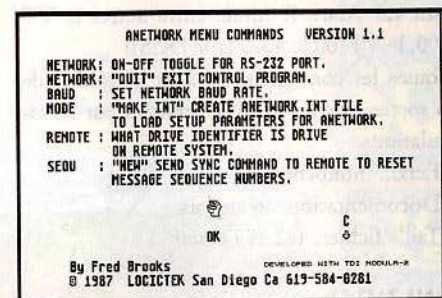 ANETWORK MENU COMMANDS VERSION 1.1
NETWORK: ON-OFF TOGGLE FOR RS-232 PORT.
NETWORK: "QUIT" EXIT CONTROL PROGRAM.
BAUD : SET NETWORK BAUD RATE.
MODE : "MAKE INT" CREATE ANETWORK.INT FILE
TO LOAD SETUP PARAMETERS FOR ANETWORK.
REMOTE : WHAT DRIVE IDENTIFIER IS DRIVE
ON REMOTE SYSTEM.
SEQU : "NEW" SEND SYNC COMMAND TO REMOTE TO RESET
MESSAGE SEQUENCE NUMBERS.
OK
C
By Fred Brooks DEVELOPED WITH TDI MODULA-2
© 1987 LOCICTEK San Diego Ca 619-584-0281